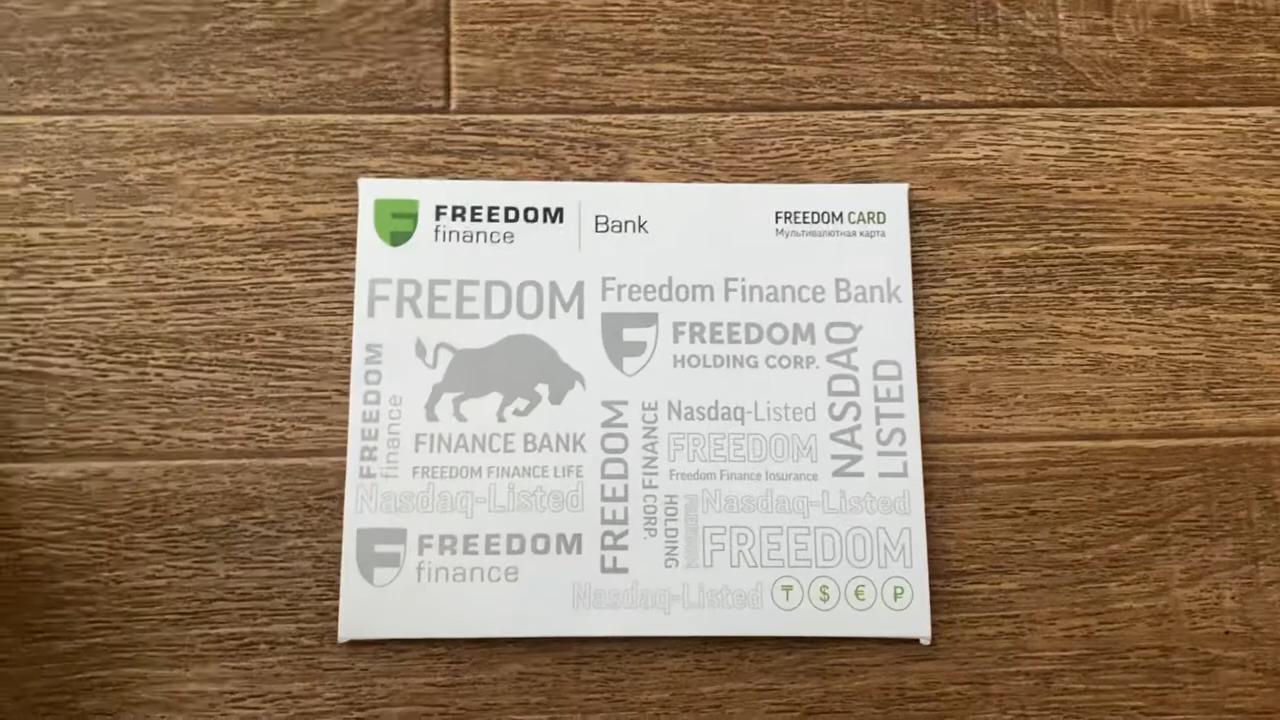 FREEDOM
finance
Bank
FREEDOM CARD
Мультивалютная карта
FREEDOM
Freedom Finance Bank
FREEDOM
HOLDING CORP.
NASDAQ
LISTED
FREEDOM
finance
FINANCE BANK
FREEDOM FINANCE LIFE
Nasdaq-Listed
FREEDOM
finance
FREEDOM
FINANCE
CORP.
HOLDING
FREEDOM
Nasdaq-Listed
FREEDOM
Freedom Finance Insurance
Nasdaq-Listed
FREEDOM
Nasdaq-Listed
₸ $ € ₽